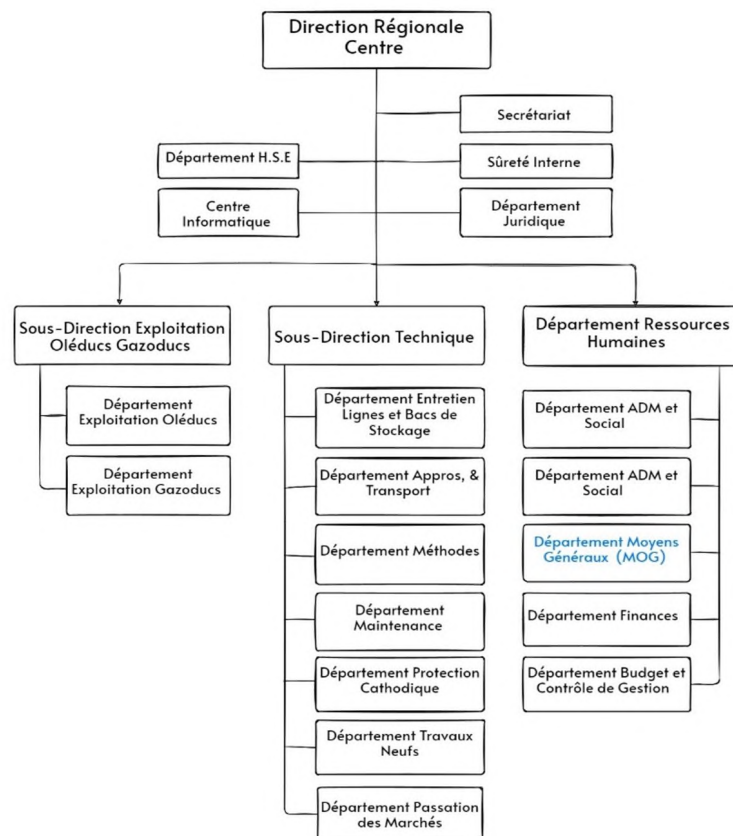 Direction Régionale
Centre
Secrétariat
Département H.S.E
Sûreté Interne
Centre
Informatique
Département
Juridique
Sous-Direction Exploitation
Oléducs Gazoducs
Sous-Direction Technique
Département Ressources
Humaines
Département
Exploitation Oléducs
Département
Exploitation Gazoducs
Département Entretien
Lignes et Bacs de
Stockage
Département Appros, &
Transport
Département Méthodes
Département
Maintenance
Département Protection
Cathodique
Département Travaux
Neufs
Département Passation
des Marchés
Département ADM et
Social
Département ADM et
Social
Département Moyens
Généraux (MOG)
Département Finances
Département Budget et
Contrôle de Gestion